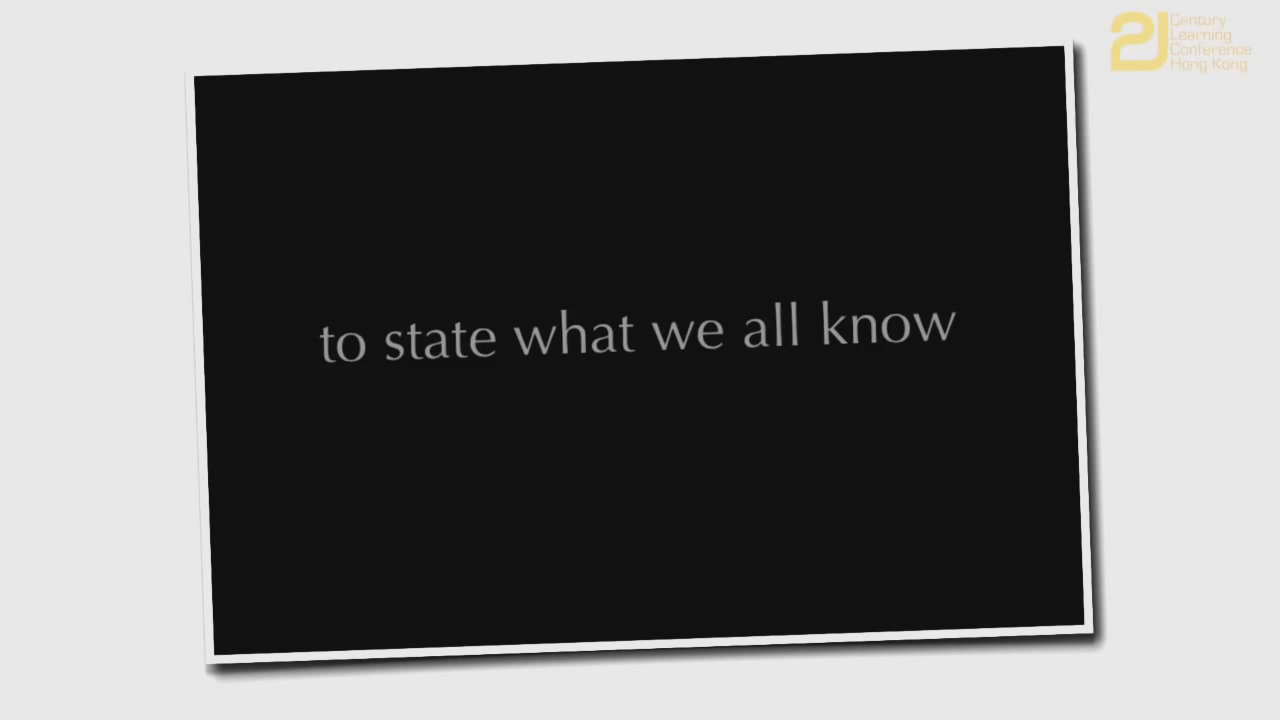 21 Century
Learning
Conference
Hong Kong
to state what we all know